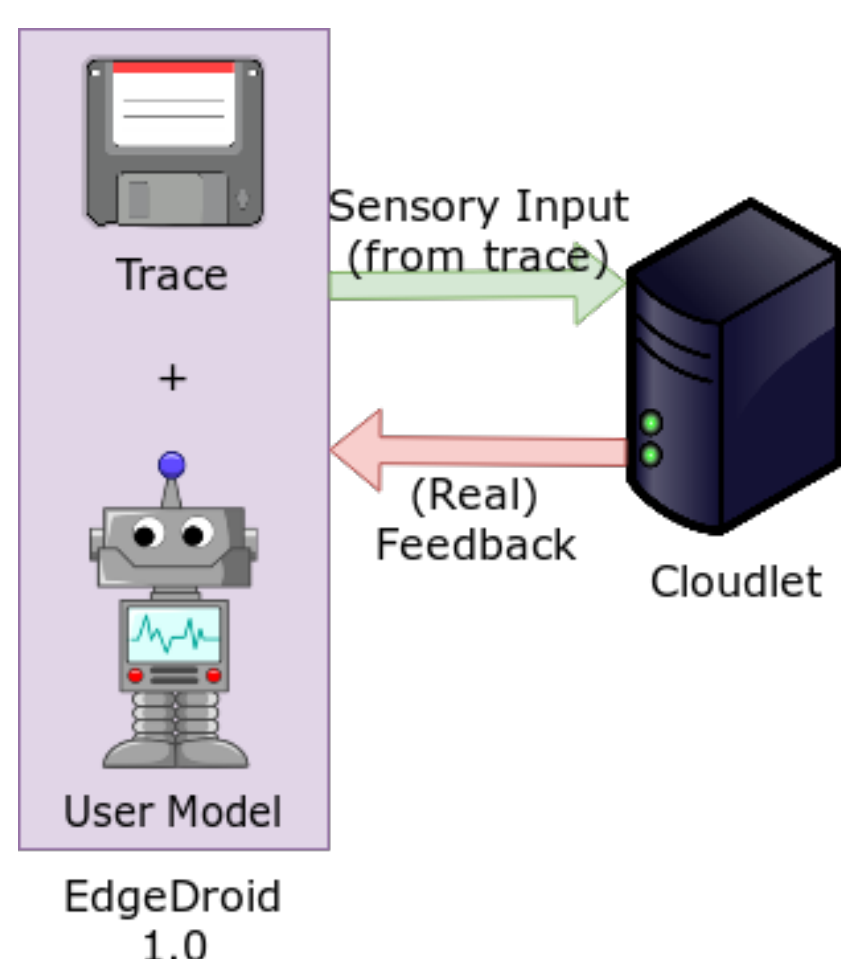 Trace
+
User Model
EdgeDroid
1.0
Sensory Input
(from trace)
(Real)
Feedback
Cloudlet